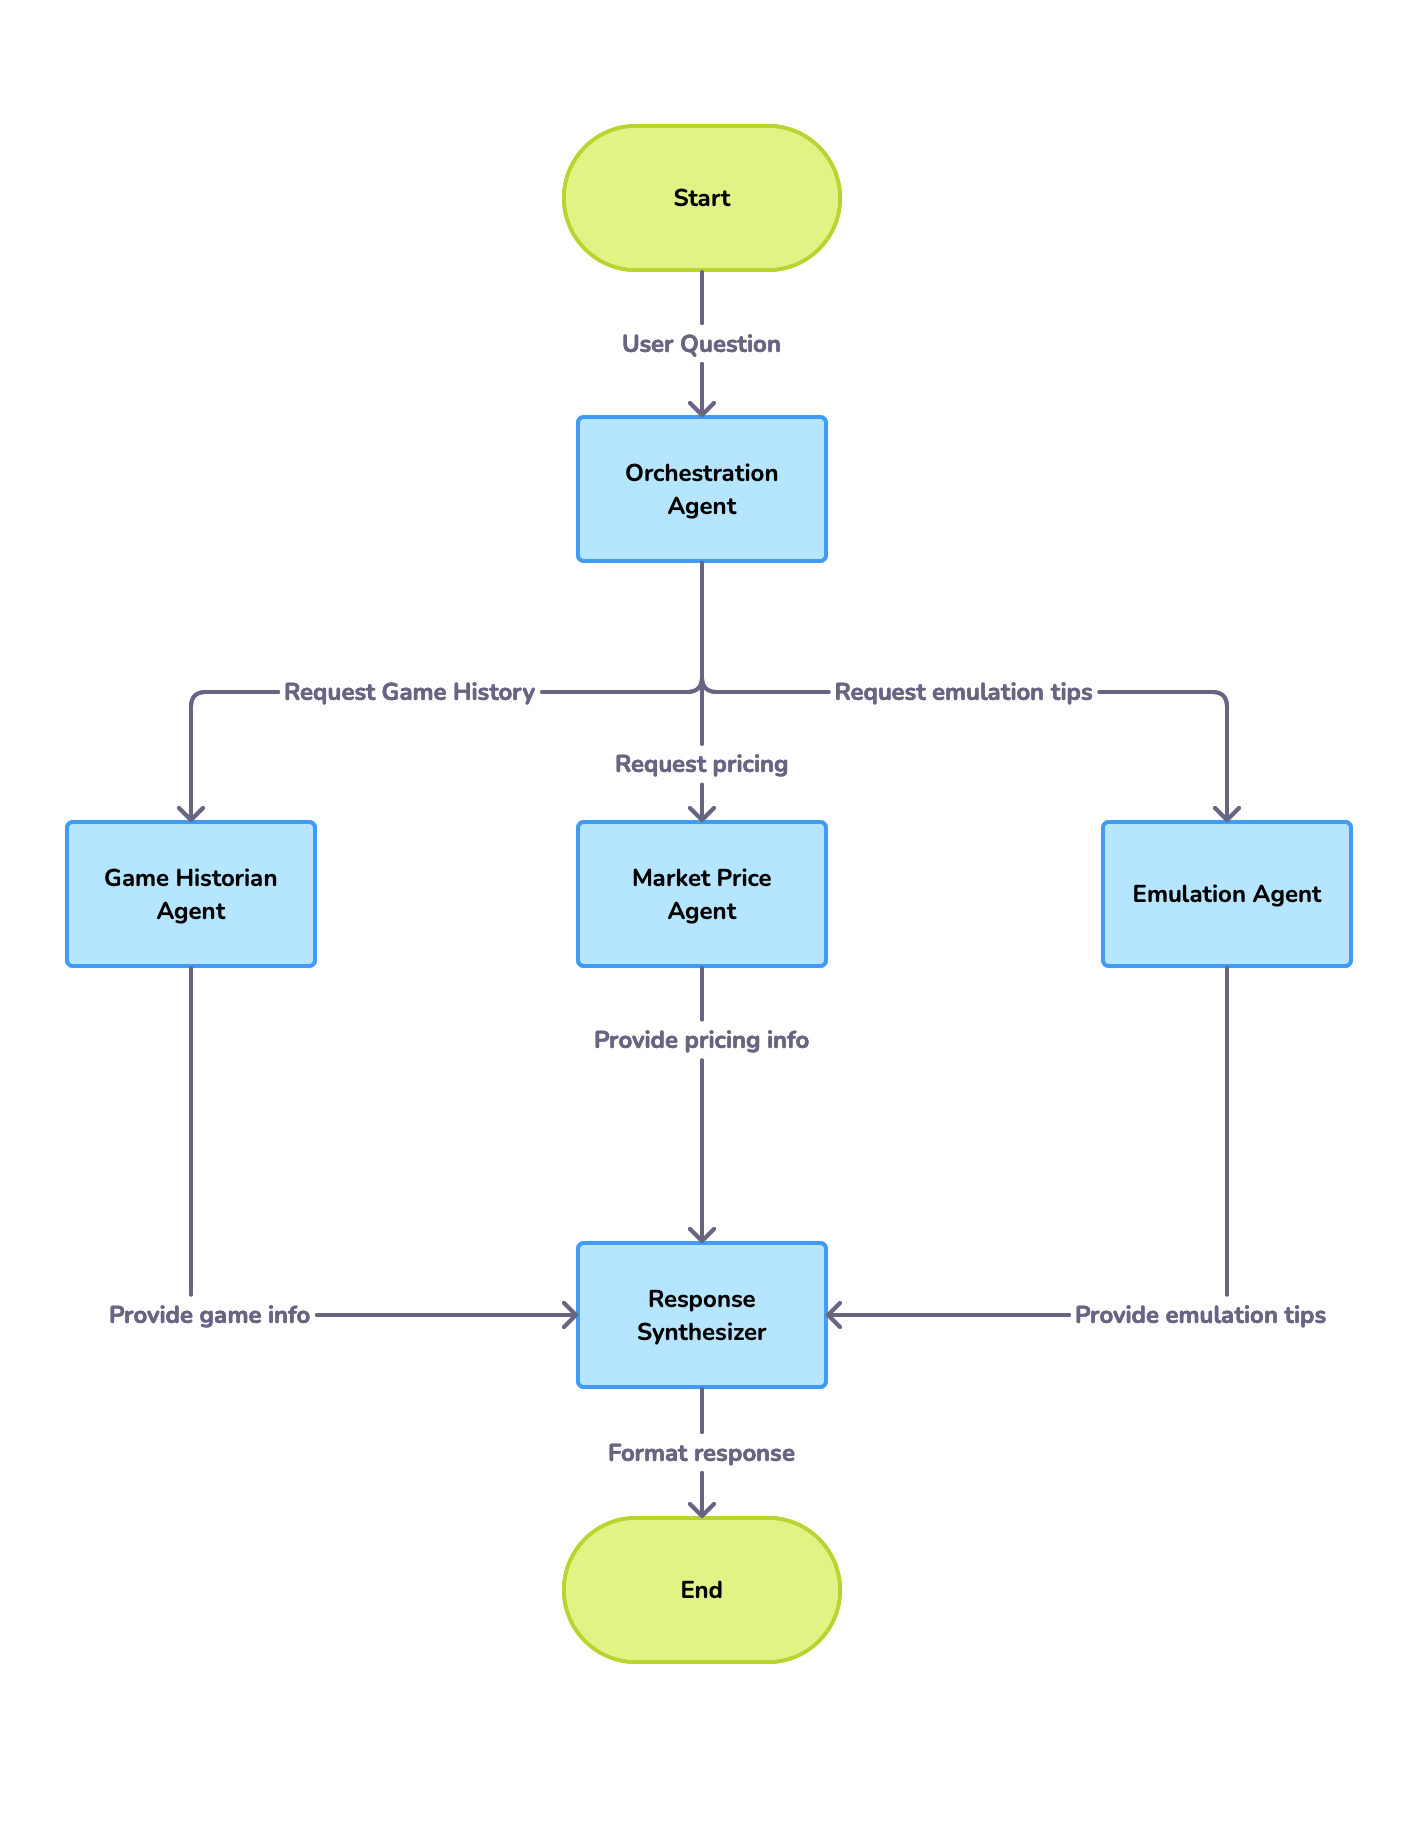 Start
User Question
Orchestration
Agent
Request Game History
Request emulation tips
Request pricing
Game Historian
Agent
Market Price
Agent
Emulation Agent
Provide pricing info
Response
Synthesizer
Provide game info
Provide emulation tips
Format response
End